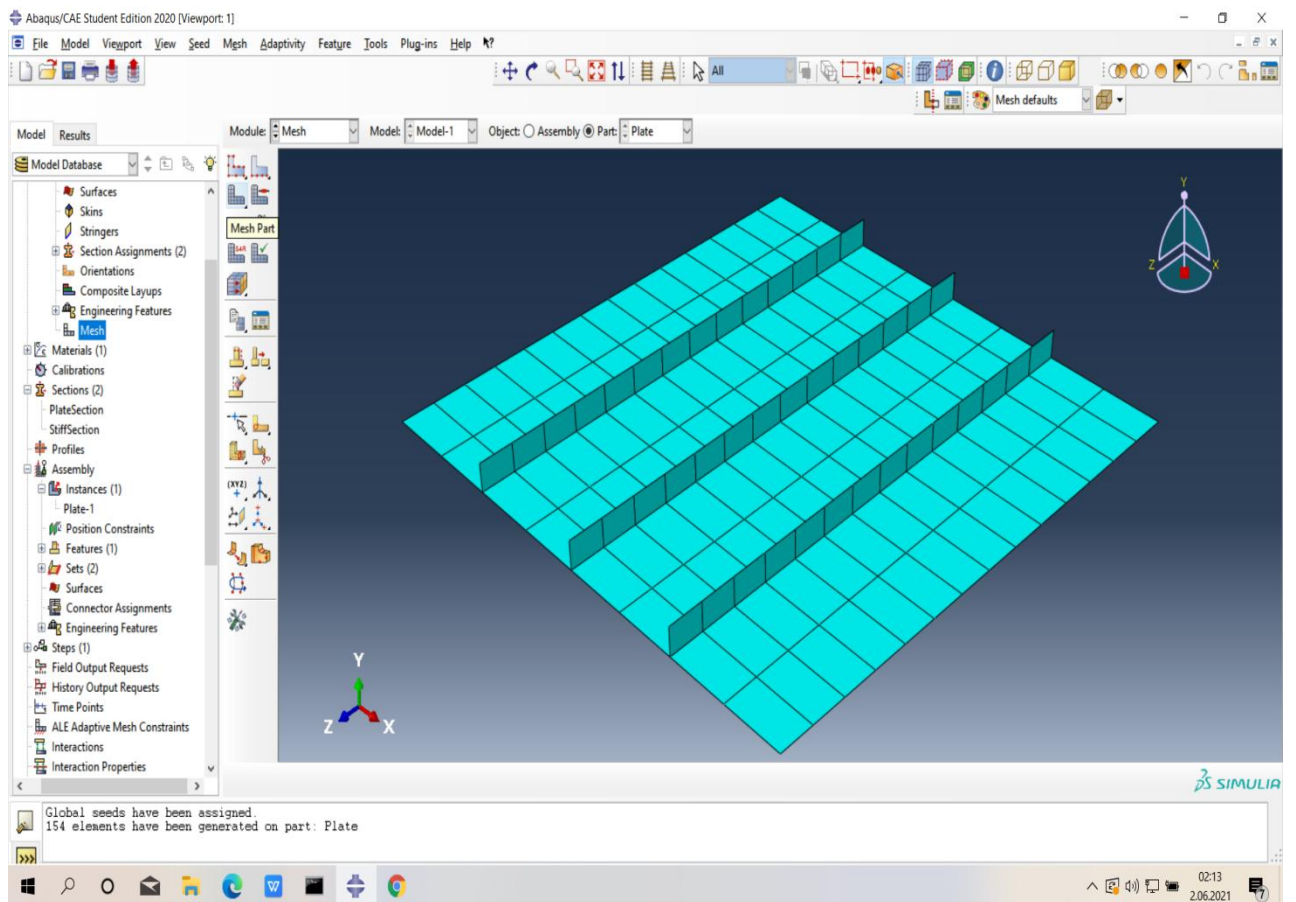 Abaqus/CAE Student Edition 2020 [Viewport: 1]
File Model Viewport View Seed Mesh Adaptivity Feature Tools Plug-ins Help
All
Mesh defaults
Model Results
Module: Mesh Model: Model-1 Object: Assembly Part: Plate
Model Database
Surfaces
Skins
Stringers
Section Assignments (2)
Orientations
Composite Layups
Engineering Features
Mesh
Materials (1)
Calibrations
Sections (2)
PlateSection
StiffSection
Profiles
Assembly
Instances (1)
Plate-1
Position Constraints
Features (1)
Sets (2)
Surfaces
Connector Assignments
Engineering Features
Steps (1)
Field Output Requests
History Output Requests
Time Points
ALE Adaptive Mesh Constraints
Interactions
Interaction Properties
Mesh Part
(XYZ)
Y
Z X
Y
Z X
SIMULIA
Global seeds have been assigned.
154 elements have been generated on part: Plate
>>>
W
02:13
2.06.2021
7